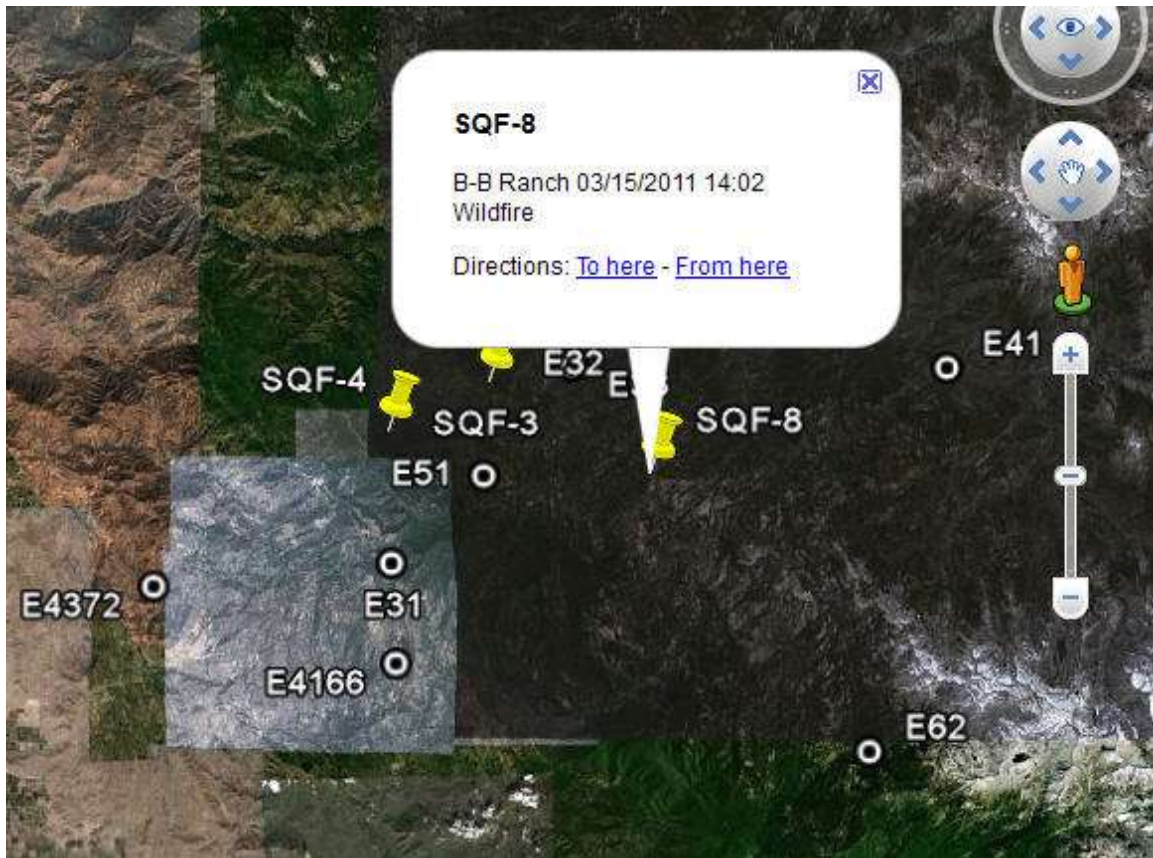 SQF-8
B-B Ranch 03/15/2011 14:02
Wildfire
Directions: To here - From here
E41
E32
SQF-4
SQF-3
SQF-8
E51
E4372
E31
E4166
E62